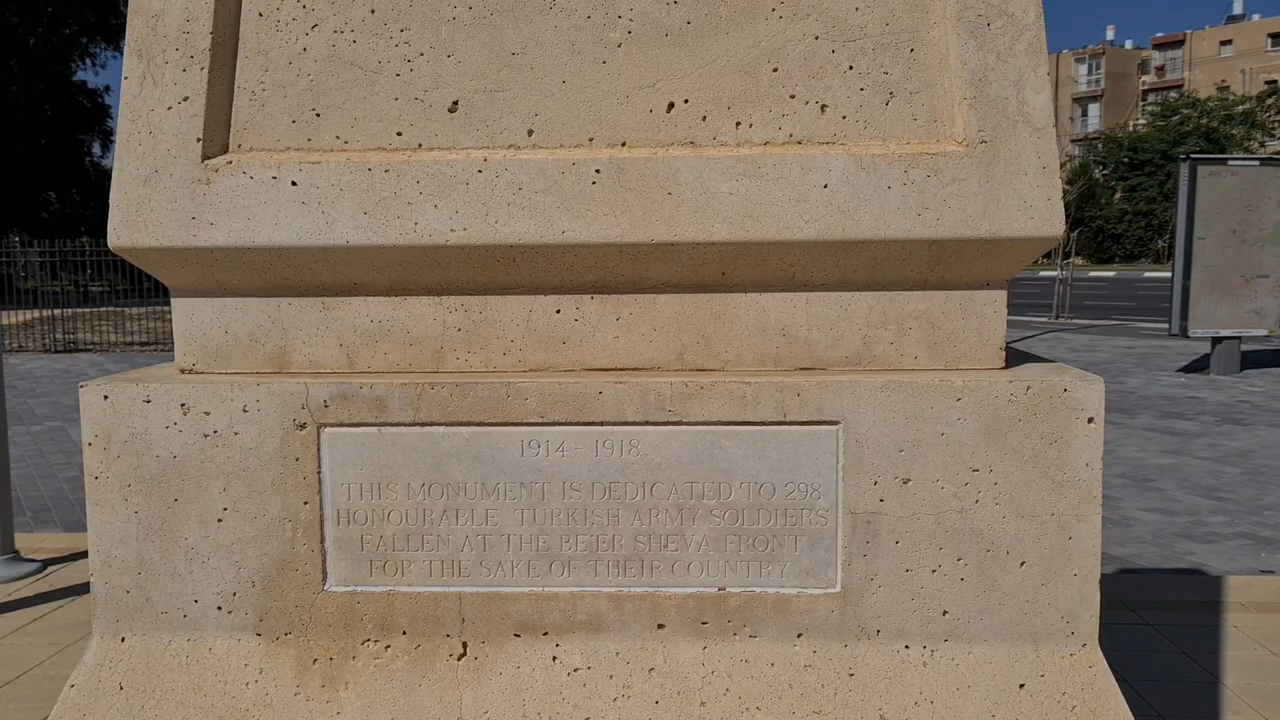 1914 - 1918
THIS MONUMENT IS DEDICATED TO 298
HONOURABLE TURKISH ARMY SOLDIERS
FALLEN AT THE BE'ER SHEVA FRONT
FOR THE SAKE OF THEIR COUNTRY